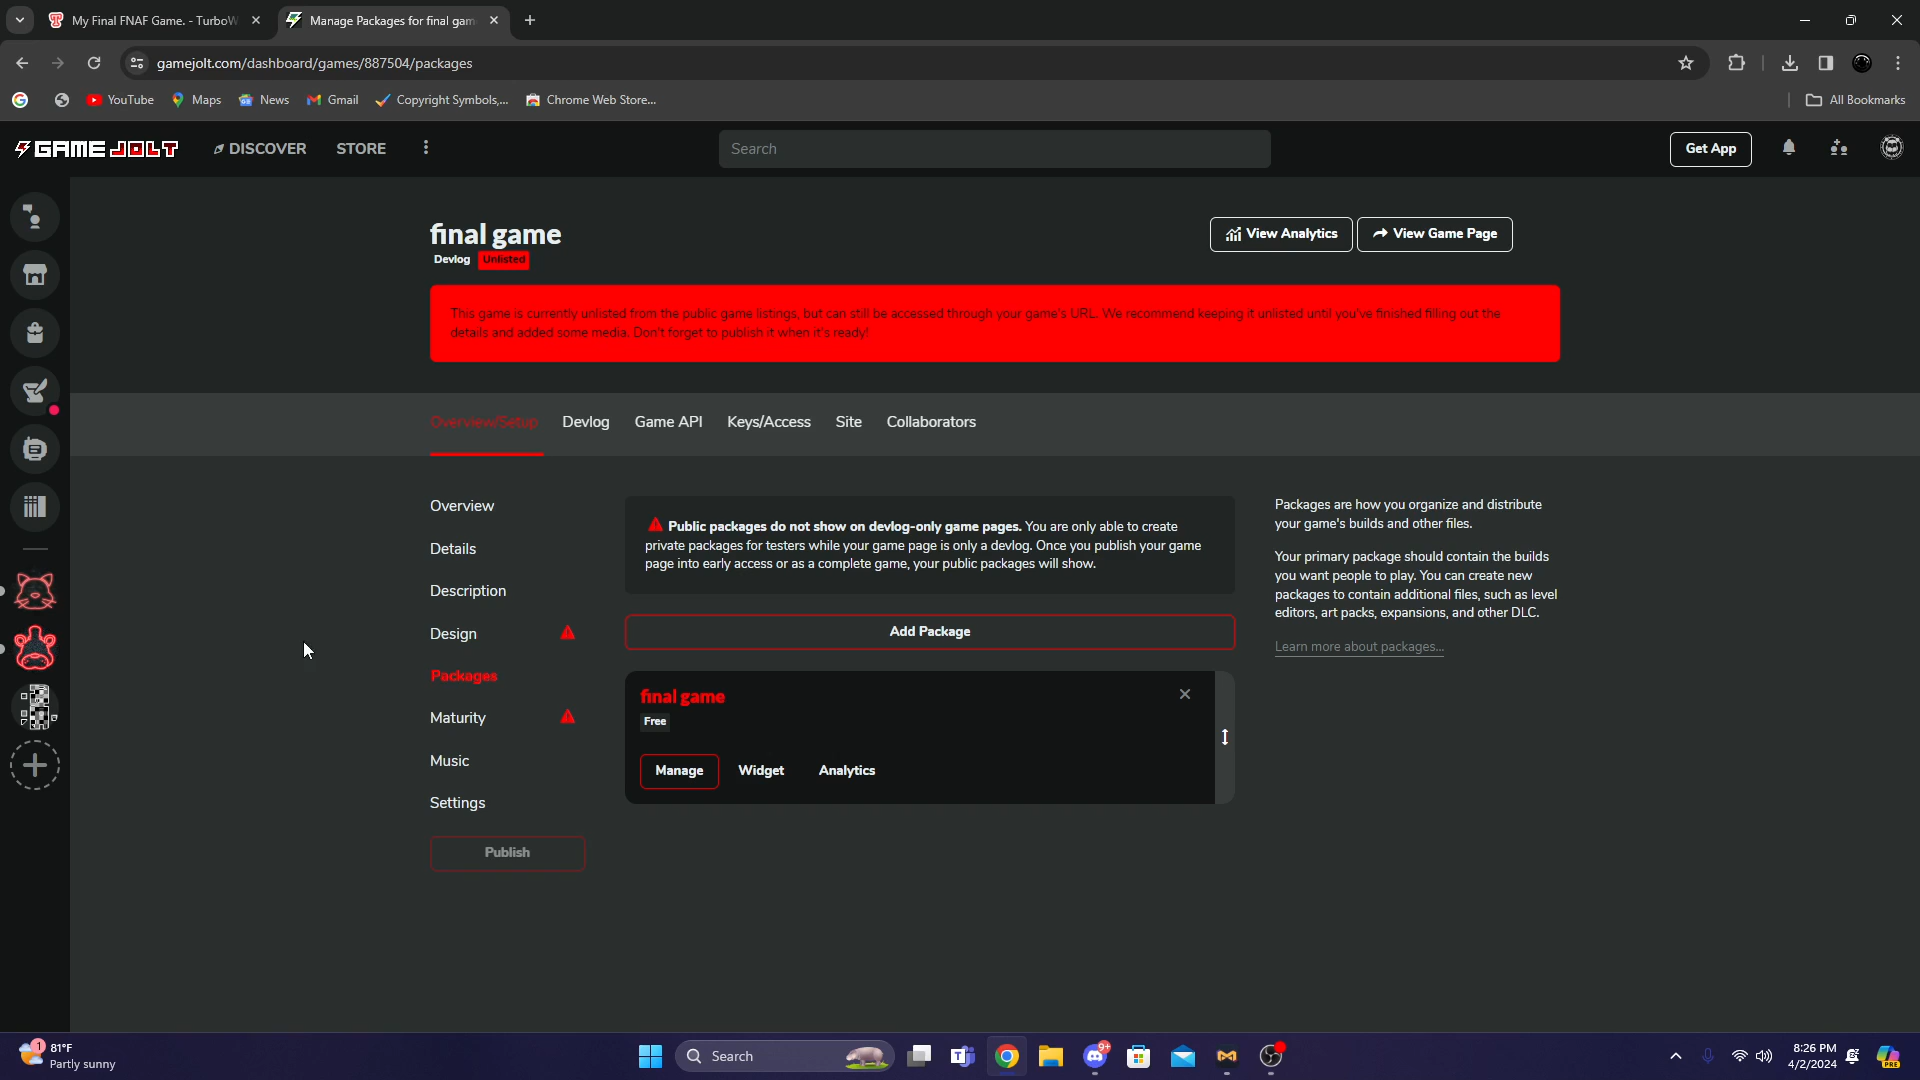 My Final FNAF Game. - TurboW
Manage Packages for final gam
gamejolt.com/dashboard/games/887504/packages
YouTube
Maps
News
Gmail
Copyright Symbols,...
Chrome Web Store...
All Bookmarks
GAME JOLT
DISCOVER
STORE
Search
Get App
final game
Devlog
Unlisted
View Analytics
View Game Page
This game is currently unlisted from the public game listings, but can still be accessed through your game's URL. We recommend keeping it unlisted until you've finished filling out the
details and added some media. Don't forget to publish it when it's ready!
Overview/Setup
Devlog
Game API
Keys/Access
Site
Collaborators
Overview
Details
Description
Design
Packages
Maturity
Music
Settings
Publish
Public packages do not show on devlog-only game pages. You are only able to create
private packages for testers while your game page is only a devlog. Once you publish your game
page into early access or as a complete game, your public packages will show.
Add Package
final game
Free
Manage
Widget
Analytics
Packages are how you organize and distribute
your game's builds and other files.
Your primary package should contain the builds
you want people to play. You can create new
packages to contain additional files, such as level
editors, art packs, expansions, and other DLC.
Learn more about packages...
1
81°F
Partly sunny
Search
9+
8:26 PM
4/2/2024
PRE